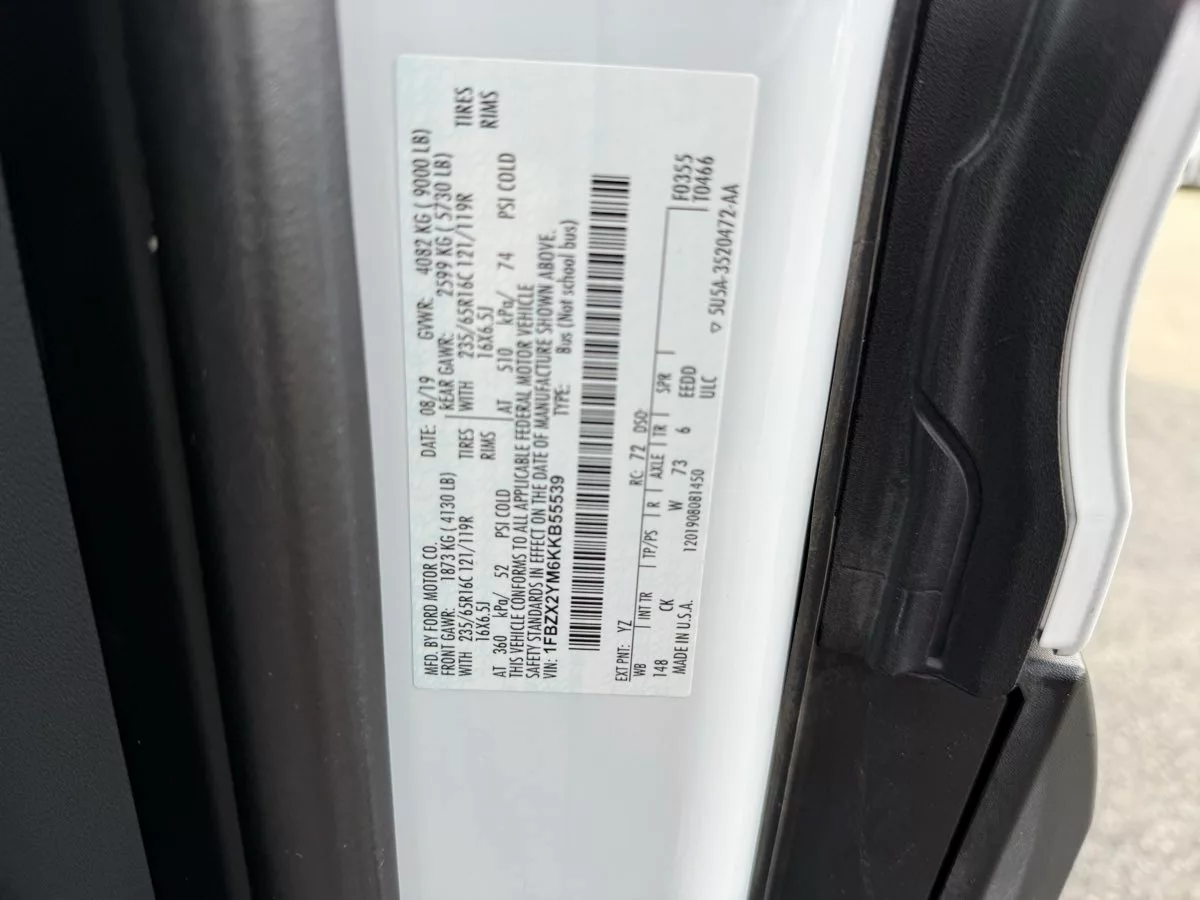 MFD. BY FORD MOTOR CO. DATE: 08/19 GVWR: 4082 KG ( 9000 LB)
FRONT GAWR: 1873 KG ( 4130 LB) REAR GAWR: 2599 KG ( 5730 LB)
WITH 235/65R16C 121/119R TIRES WITH 235/65R16C 121/119R TIRES
16X6.5J RIMS 16X6.5J RIMS
AT 360 kPa/ 52 PSI COLD AT 510 kPa/ 74 PSI COLD
THIS VEHICLE CONFORMS TO ALL APPLICABLE FEDERAL MOTOR VEHICLE
SAFETY STANDARDS IN EFFECT ON THE DATE OF MANUFACTURE SHOWN ABOVE.
VIN: 1FBZX2YM6KKB55539 TYPE: Bus (Not school bus)
EXT PNT: YZ RC: 72 DSO:
WB INT TR TP/PS R AXLE TR SPR F0355
148 CK W 73 6 EEDD T0466
MADE IN U.S.A. 1201908081450 ULC ▽ 5U5A-3520472-AA